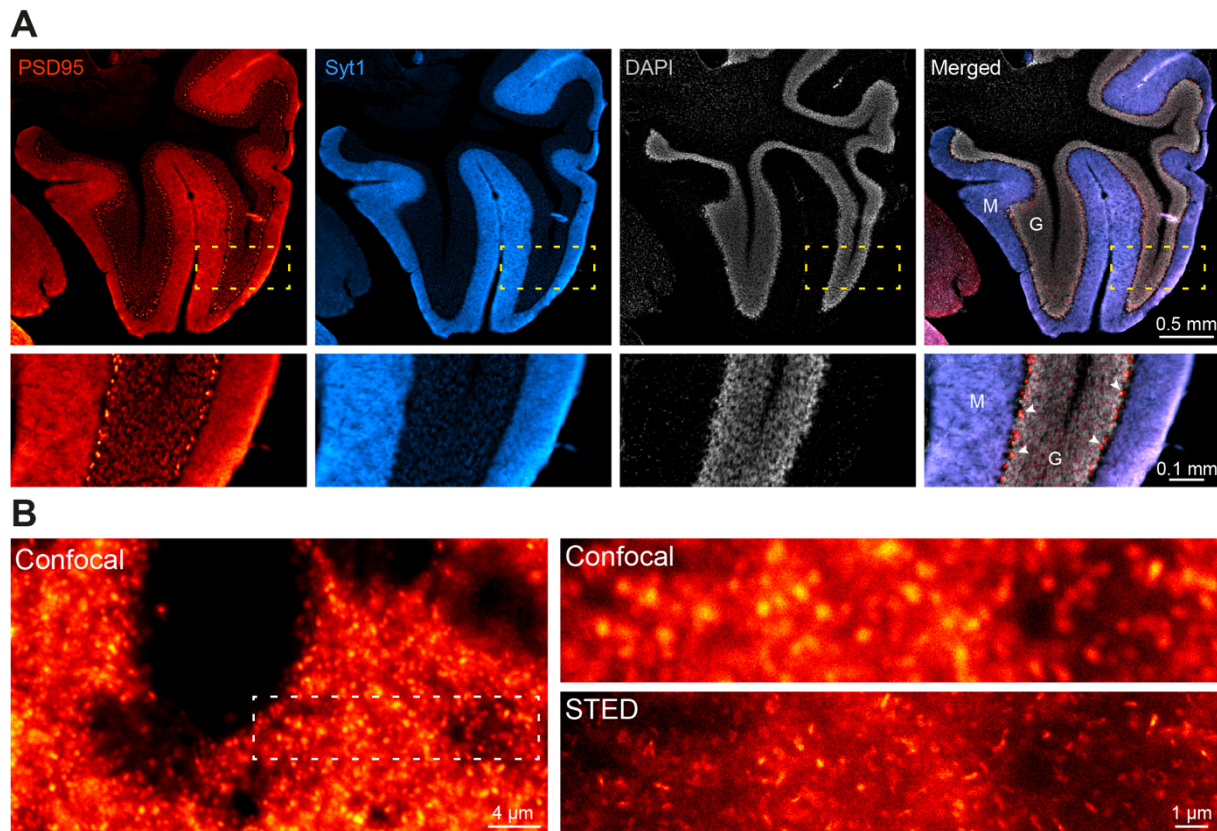 A
PSD95
Syt1
DAPI
Merged
M
G
0.5 mm
M
G
0.1 mm
B
Confocal
4 µm
Confocal
STED
1 µm